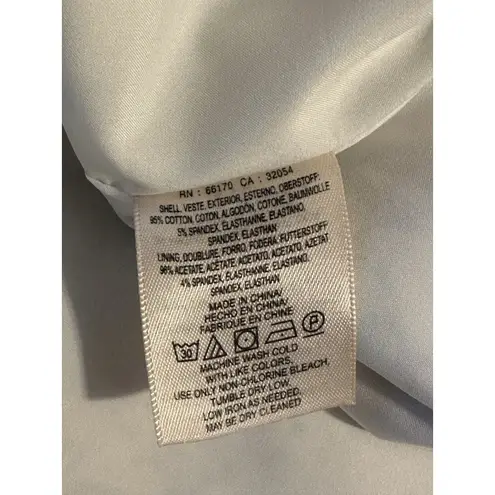 RN : 66170 CA : 32054
SHELL, VESTE, EXTERIOR, ESTERNO, OBERSTOFF:
95% COTTON, COTON, ALGODÓN, COTONE, BAUMWOLLE
5% SPANDEX, ÉLASTHANNE, ELASTANO,
SPANDEX, ELASTHAN
LINING, DOUBLURE, FORRO, FODERA, FUTTERSTOFF
96% ACETATE, ACÉTATE, ACETATO, ACETATO, AZETAT
4% SPANDEX, ÉLASTHANNE, ELASTANO,
SPANDEX, ELASTHAN
MADE IN CHINA/
HECHO EN CHINA/
FABRIQUÉ EN CHINE
30 P
MACHINE WASH COLD
WITH LIKE COLORS,
USE ONLY NON-CHLORINE BLEACH,
TUMBLE DRY LOW,
LOW IRON AS NEEDED,
MAY BE DRY CLEANED